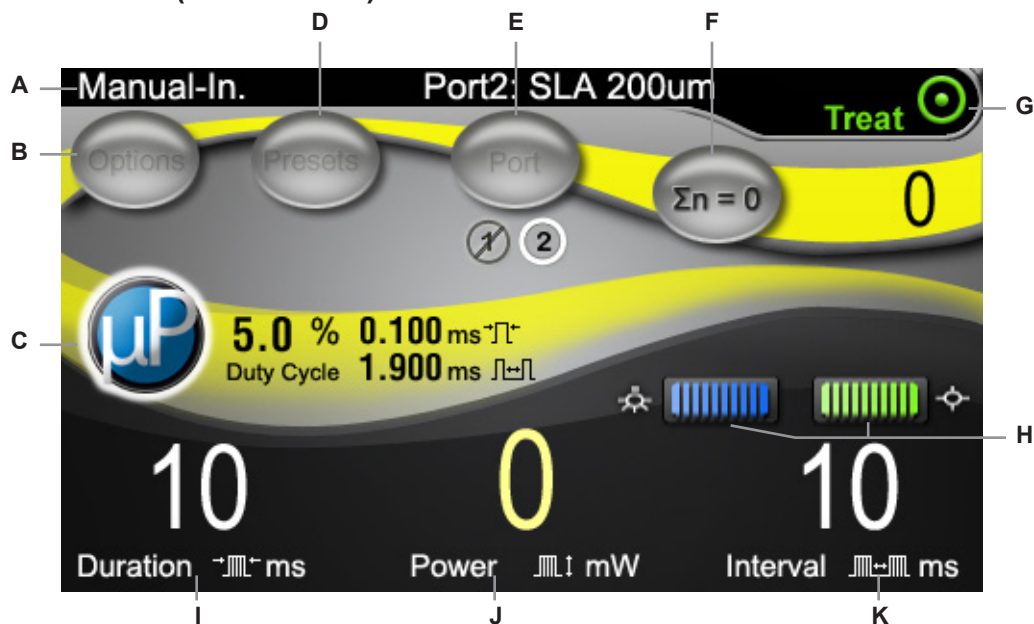 D E F
A Manual-In. Port2: SLA 200um Treat G
B Options Presets Port Σn = 0 0
1 2
C µP 5.0 % 0.100 ms
Duty Cycle 1.900 ms
H
10 0 10
Duration ms Power mW Interval ms
I J K